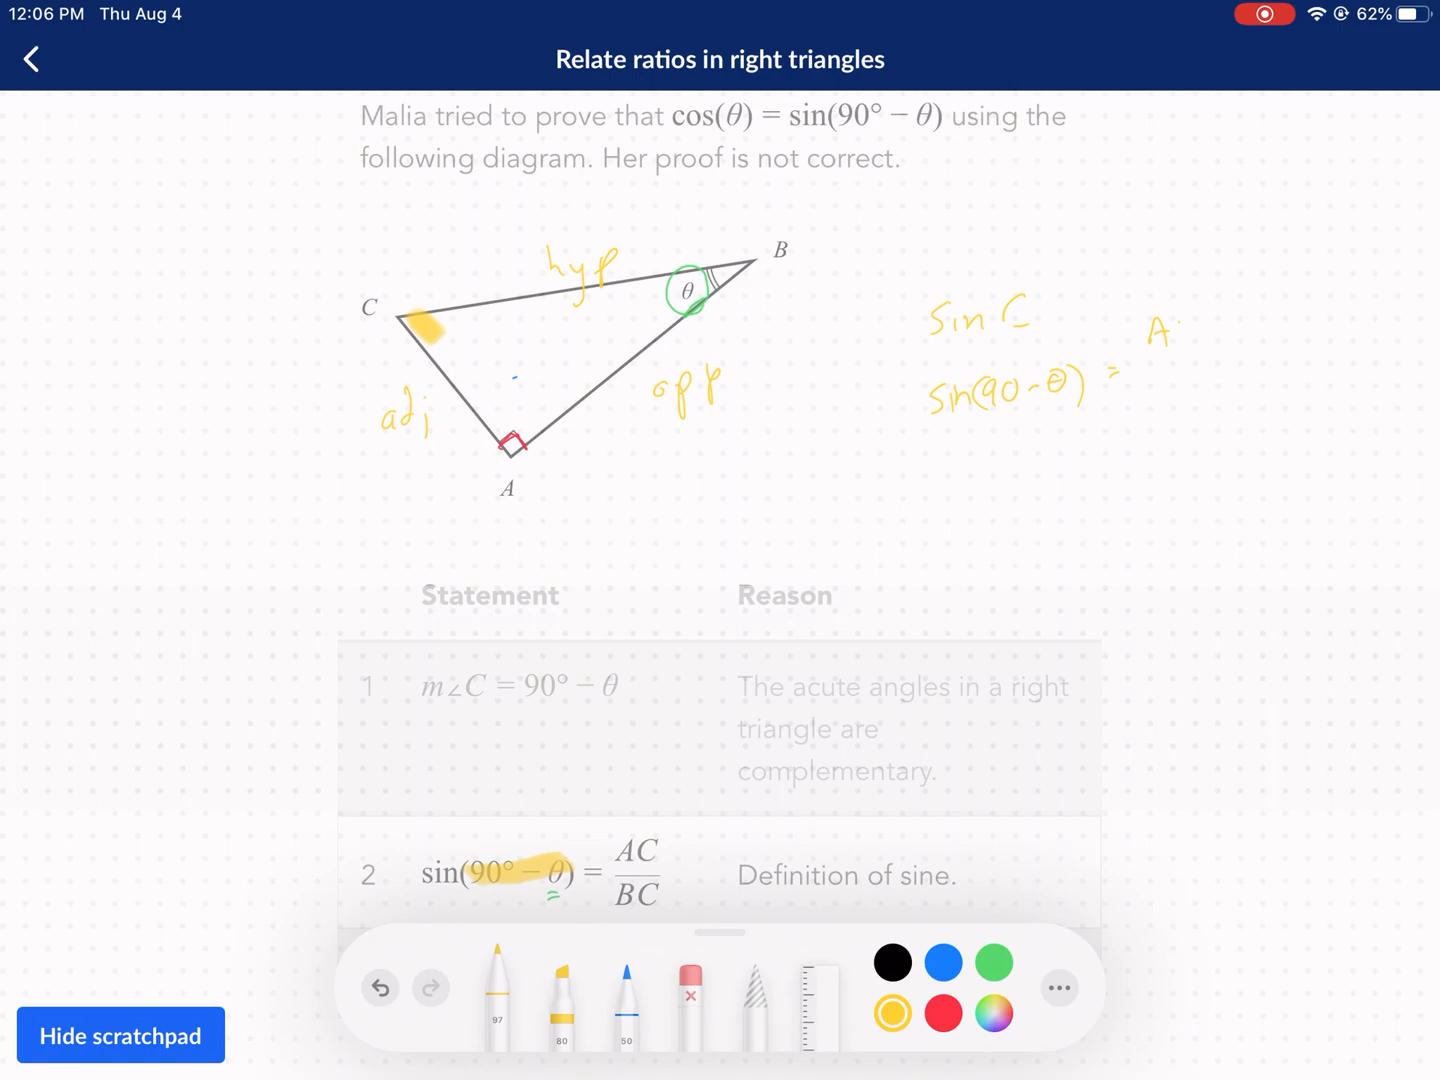 12:06 PM Thu Aug 4
62%
Relate ratios in right triangles
Malia tried to prove that cos(θ) = sin(90° − θ) using the
following diagram. Her proof is not correct.
B
hyp
θ
C
sin C
A
opp
sin(90-θ) =
adj
A
Statement Reason
1 m∠C = 90° − θ The acute angles in a right
triangle are
complementary.
2 sin(90° − θ) = AC/BC Definition of sine.
=
97 80 50
Hide scratchpad